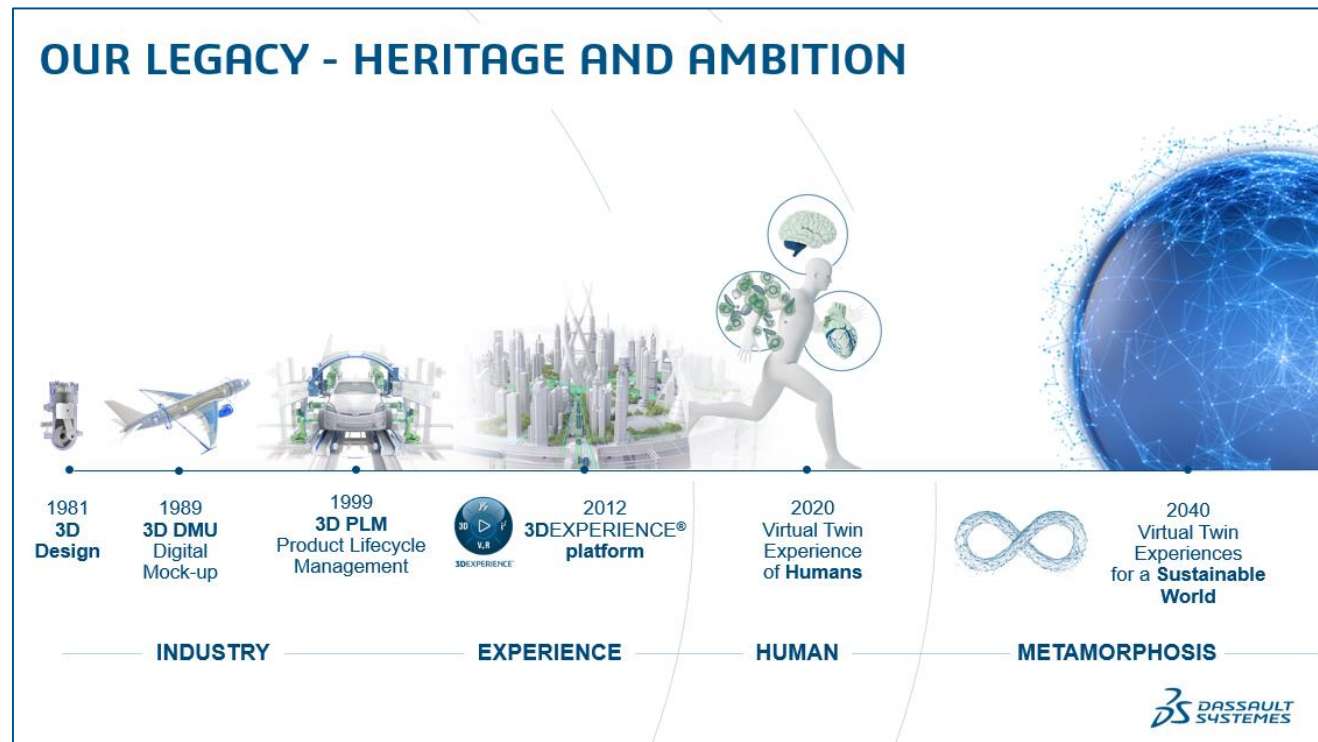 OUR LEGACY - HERITAGE AND AMBITION
1981
3D
Design
1989
3D DMU
Digital
Mock-up
1999
3D PLM
Product Lifecycle
Management
3D
V.R
3DEXPERIENCE
2012
3DEXPERIENCE®
platform
2020
Virtual Twin
Experience
of Humans
2040
Virtual Twin
Experiences
for a Sustainable
World
INDUSTRY
EXPERIENCE
HUMAN
METAMORPHOSIS
DASSAULT
SYSTEMES